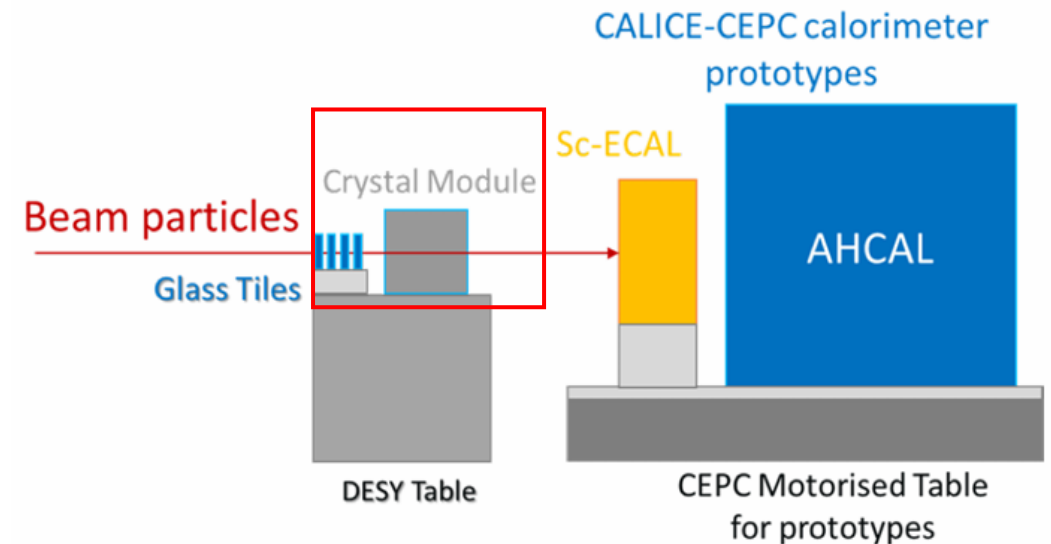 CALICE-CEPC calorimeter
prototypes
Sc-ECAL
Crystal Module
Beam particles
AHCAL
Glass Tiles
DESY Table
CEPC Motorised Table
for prototypes